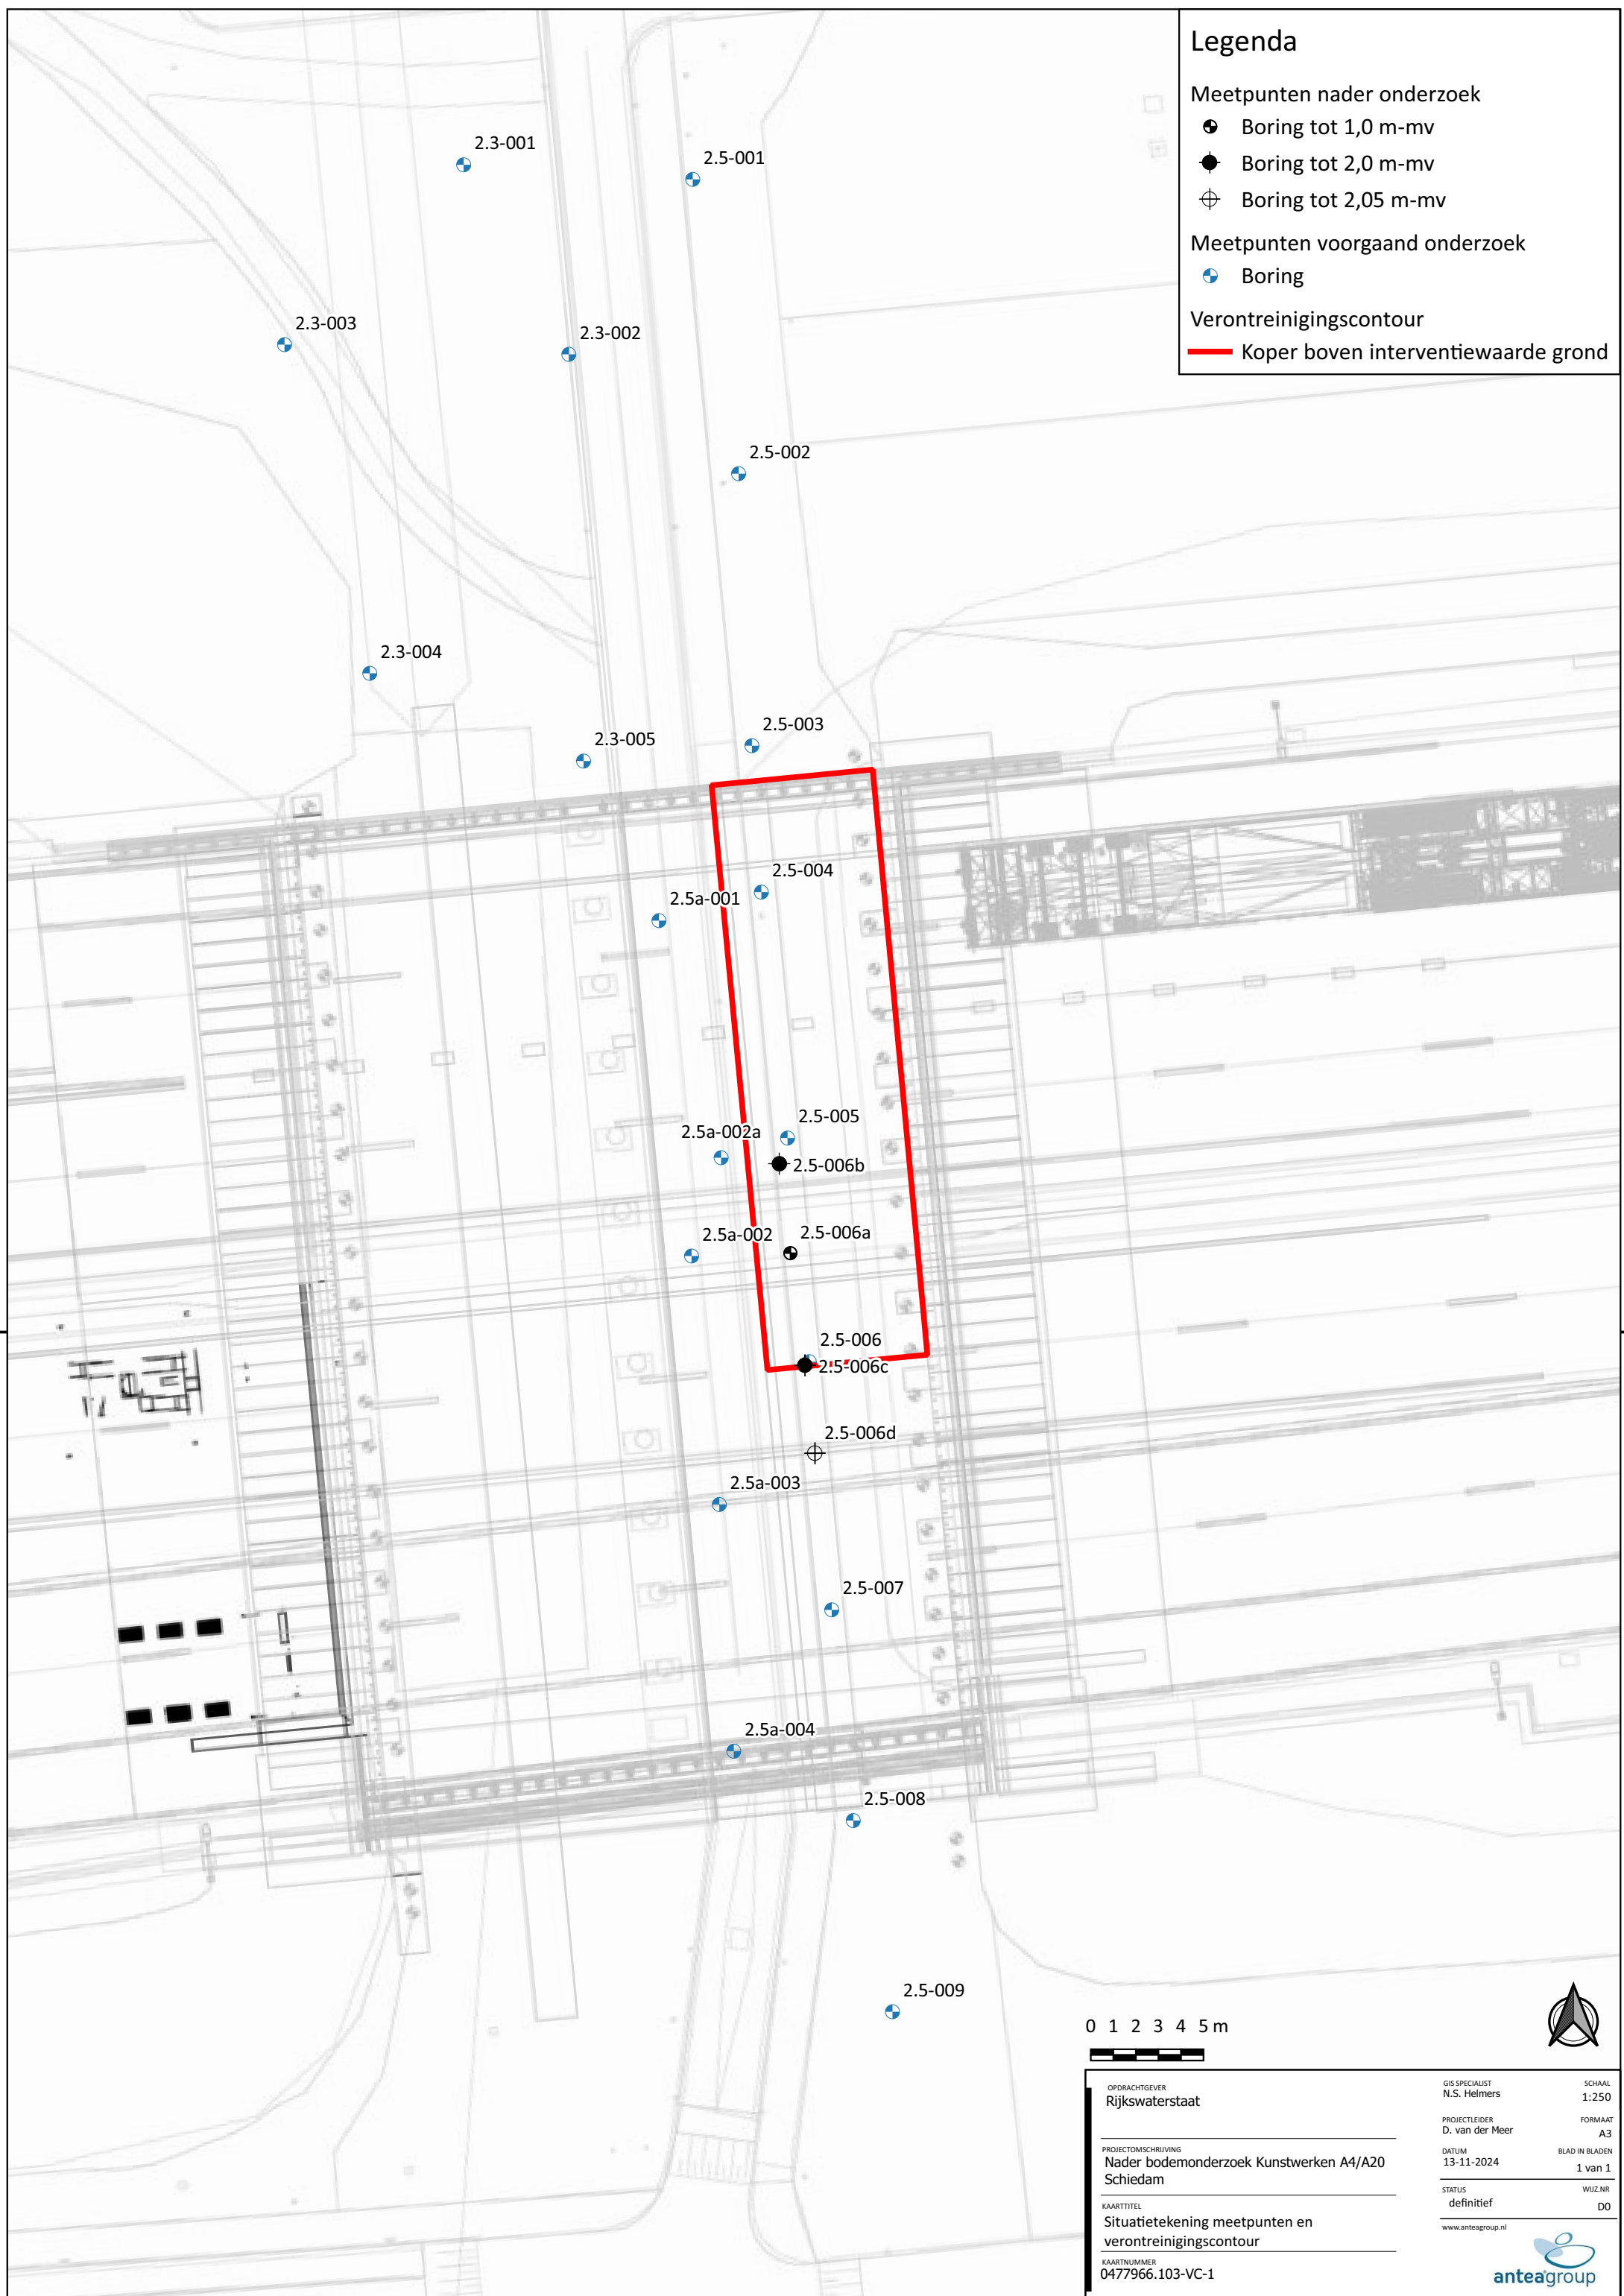 Legenda
Meetpunten nader onderzoek
Boring tot 1,0 m-mv
Boring tot 2,0 m-mv
Boring tot 2,05 m-mv
Meetpunten voorgaand onderzoek
Boring
Verontreinigingscontour
Koper boven interventiewaarde grond
2.3-001
2.5-001
2.3-003
2.3-002
2.5-002
2.3-004
2.5-003
2.3-005
2.5-004
2.5a-001
2.5-005
2.5a-002a
2.5-006b
2.5-006a
2.5a-002
2.5-006
2.5-006c
2.5-006d
2.5a-003
2.5-007
2.5a-004
2.5-008
2.5-009
0 1 2 3 4 5 m
OPDRACHTGEVER
Rijkswaterstaat
PROJECTOMSCHRIJVING
Nader bodemonderzoek Kunstwerken A4/A20
Schiedam
KAARTTITEL
Situatietekening meetpunten en
verontreinigingscontour
KAARTNUMMER
0477966.103-VC-1
GIS SPECIALIST
N.S. Helmers
SCHAAL
1:250
PROJECTLEIDER
D. van der Meer
FORMAAT
A3
DATUM
13-11-2024
BLAD IN BLADEN
1 van 1
STATUS
definitief
WIJZ.NR
D0
www.anteagroup.nl
anteagroup